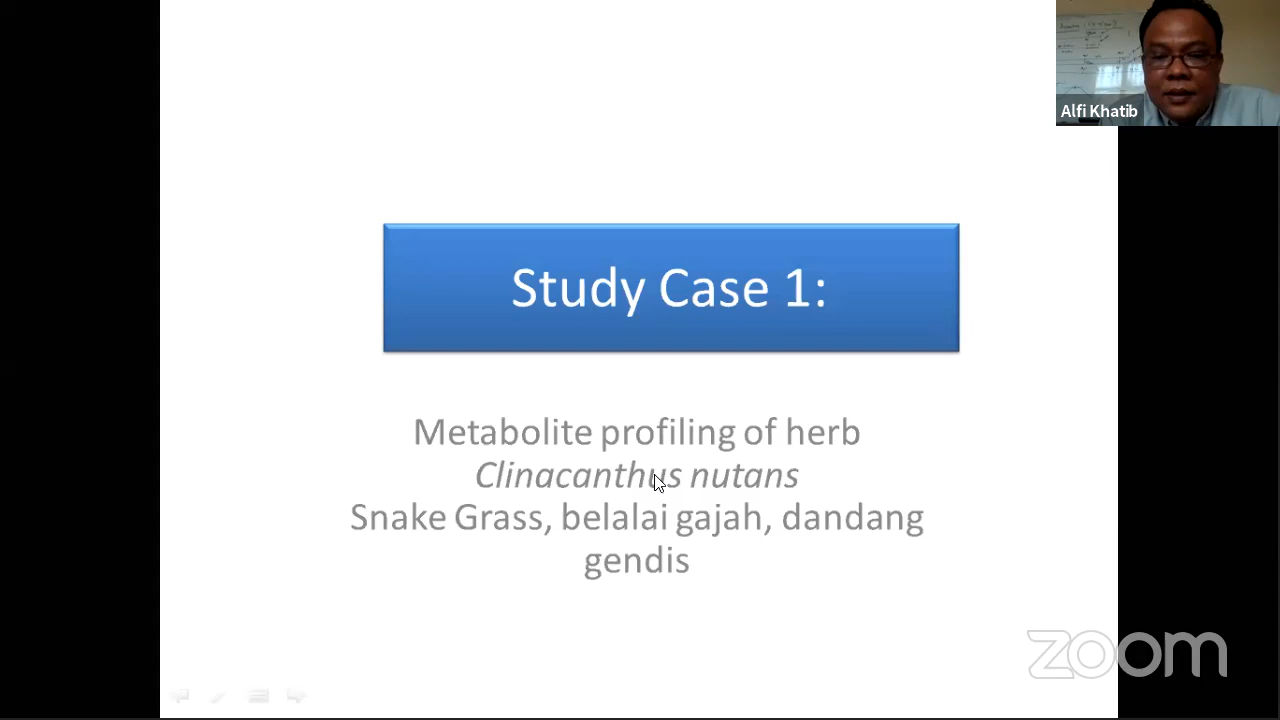 Alfi Khatib
Study Case 1:
Metabolite profiling of herb
Clinacanthus nutans
Snake Grass, belalai gajah, dandang
gendis
zoom